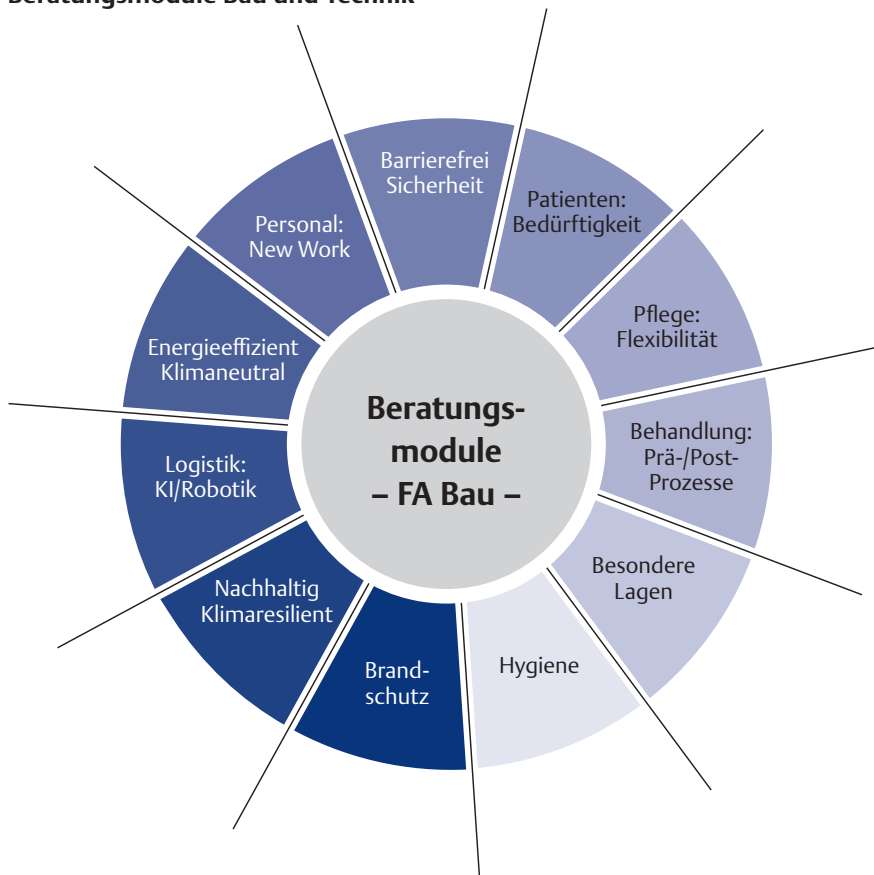 Beratungsmodule Bau und Technik
Barrierefrei
Sicherheit
Patienten:
Bedürftigkeit
Pflege:
Flexibilität
Behandlung:
Prä-/Post-
Prozesse
Besondere
Lagen
Hygiene
Brand-
schutz
Nachhaltig
Klimaresilient
Logistik:
KI/Robotik
Energieeffizient
Klimaneutral
Personal:
New Work
Beratungs-
module
– FA Bau –